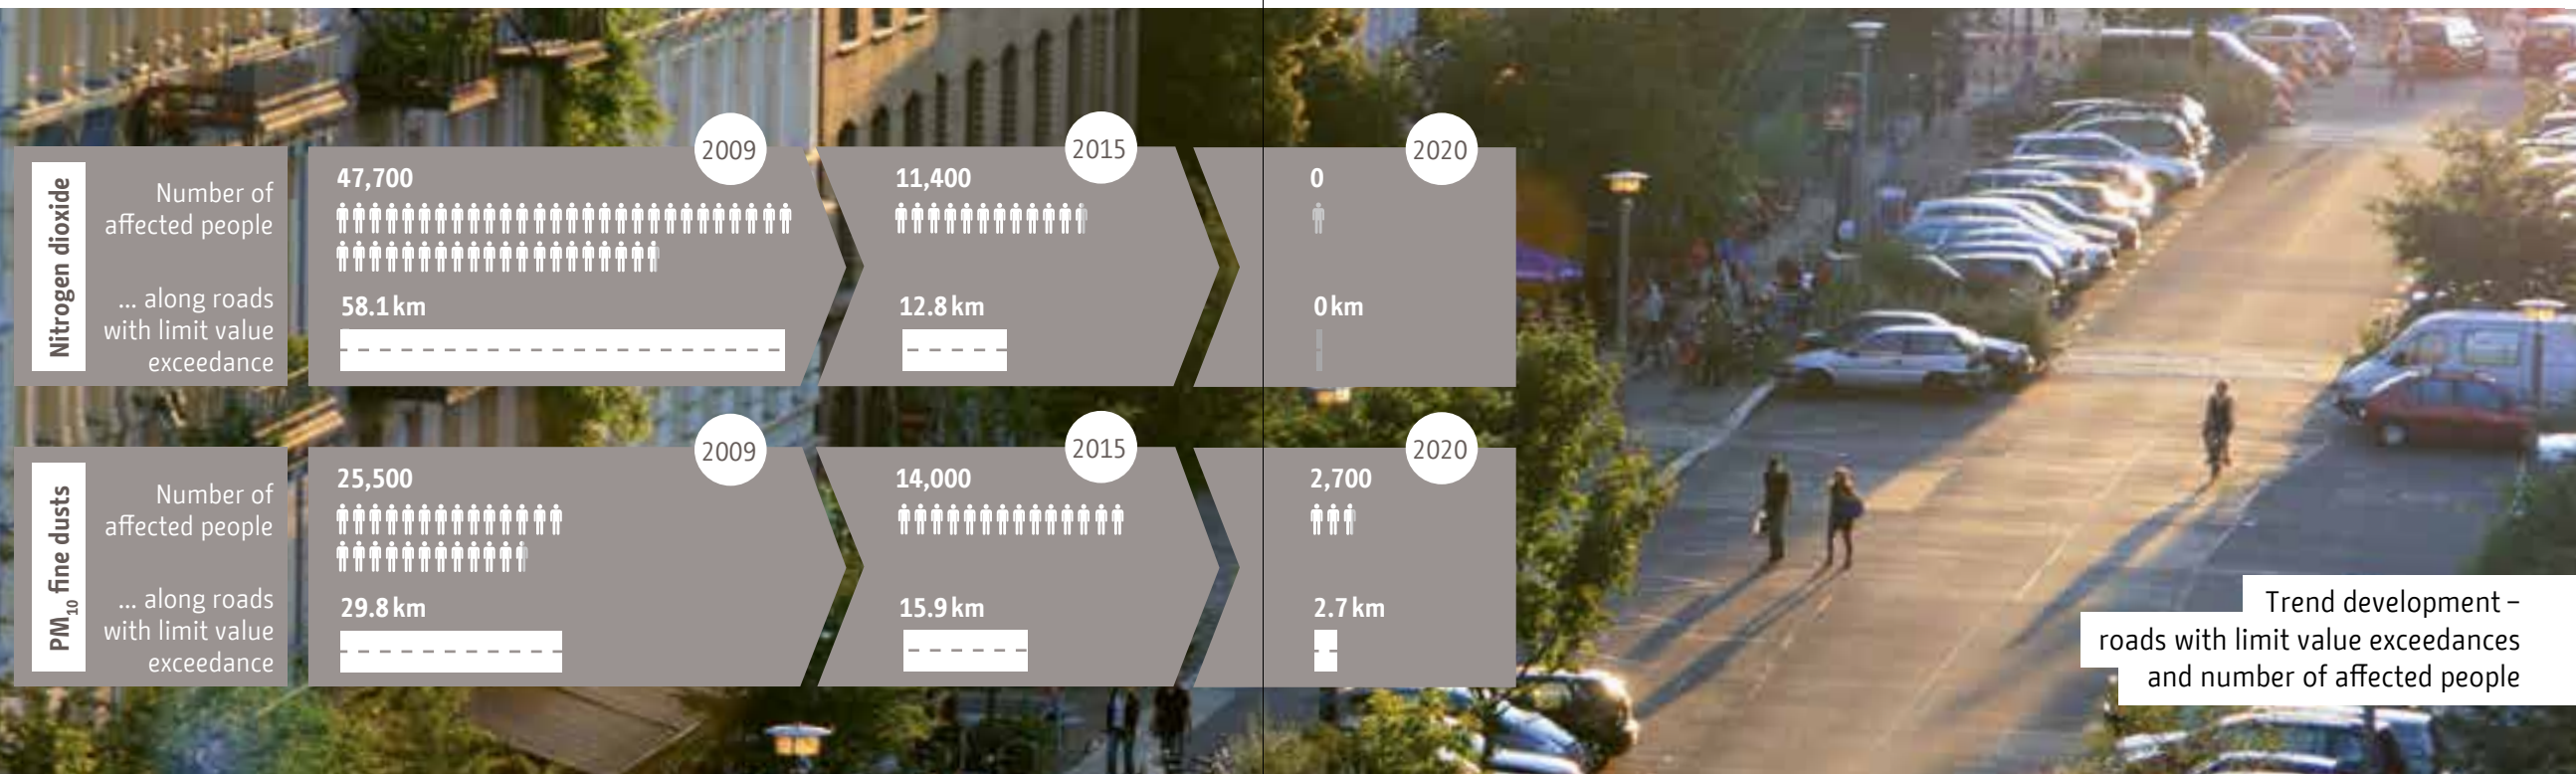 Nitrogen dioxide
Number of
affected people
... along roads
with limit value
exceedance
2009
47,700
58.1 km
2015
11,400
12.8 km
2020
0
0 km
PM10 fine dusts
Number of
affected people
... along roads
with limit value
exceedance
2009
25,500
29.8 km
2015
14,000
15.9 km
2020
2,700
2.7 km
Trend development –
roads with limit value exceedances
and number of affected people